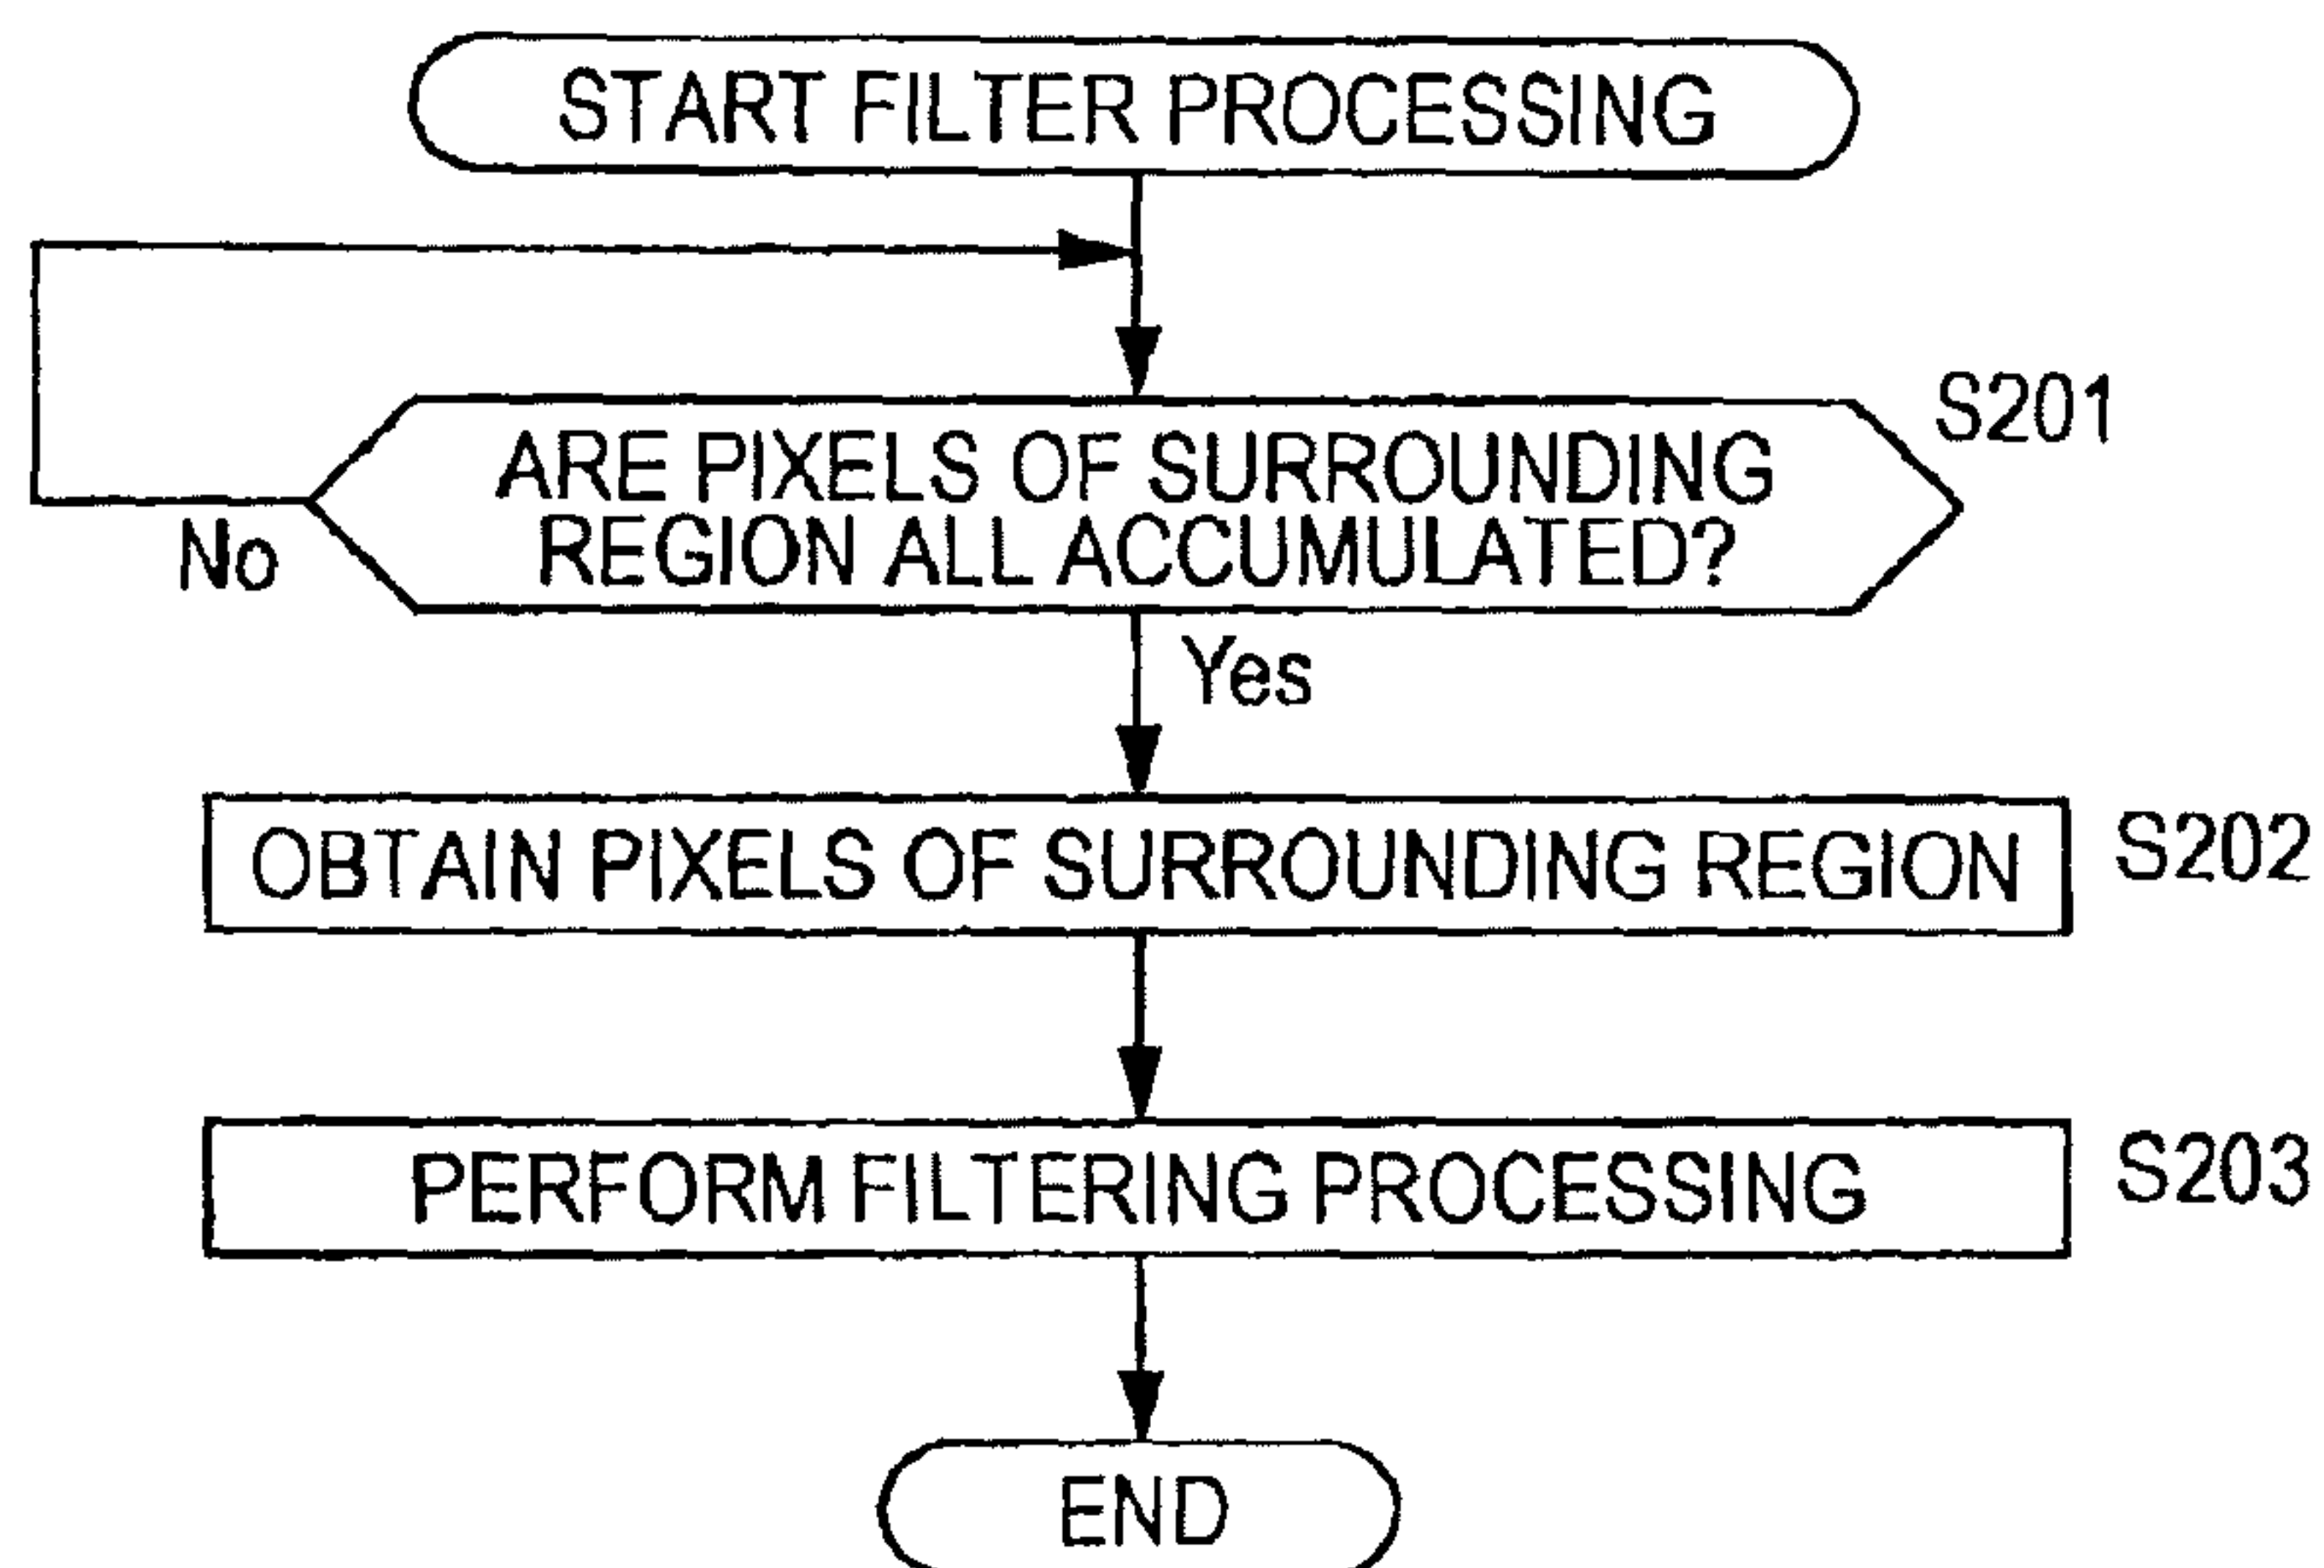 START FILTER PROCESSING
S201
ARE PIXELS OF SURROUNDING
REGION ALL ACCUMULATED?
No
Yes
OBTAIN PIXELS OF SURROUNDING REGION
S202
PERFORM FILTERING PROCESSING
S203
END